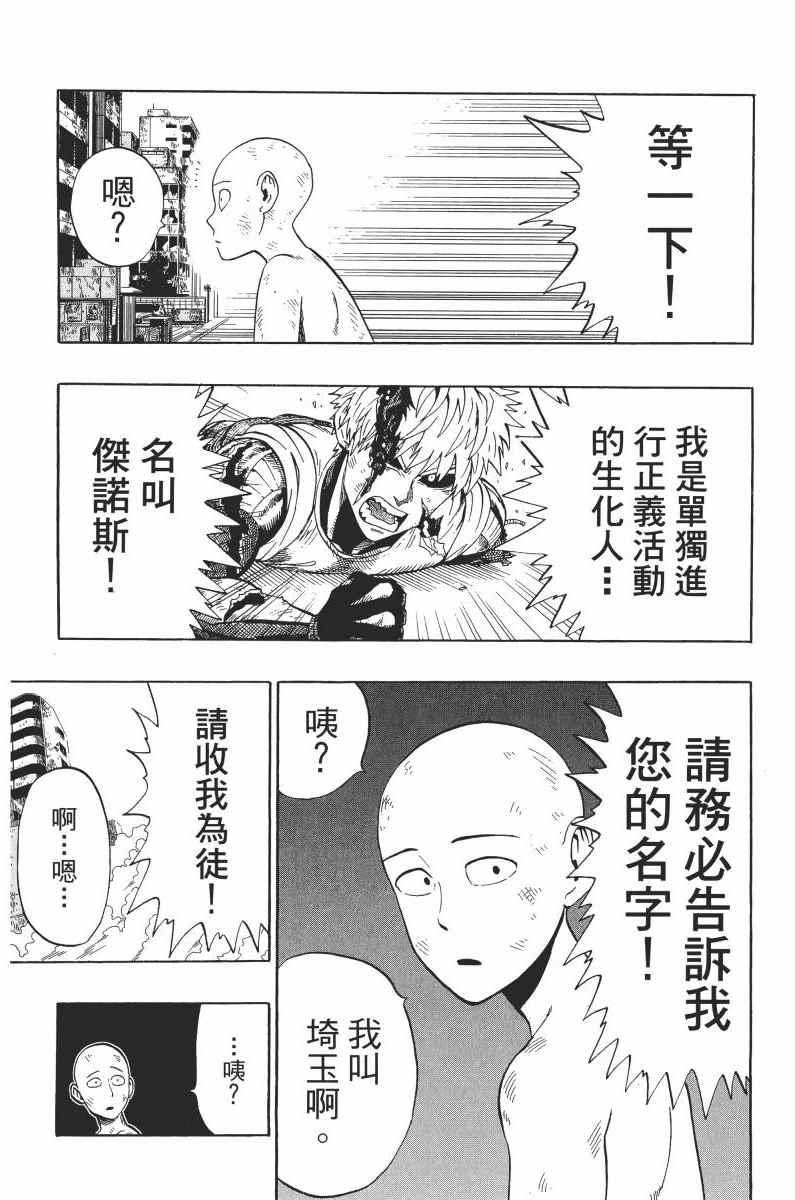 等一下！
嗯？
我是單獨進
行正義活動
的生化人…
名叫
傑諾斯！
請務必告訴我
您的名字！
咦？
我叫
埼玉啊。
請收我為徒！
啊…嗯…
…咦？